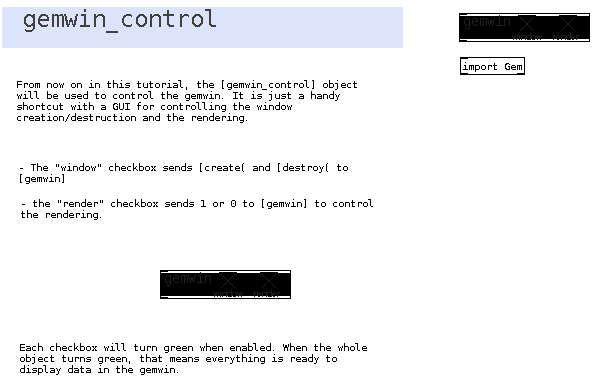 gemwin_control
gemwin
window render
import Gem
From now on in this tutorial, the [gemwin_control] object
will be used to control the gemwin. It is just a handy
shortcut with a GUI for controlling the window
creation/destruction and the rendering.
- The "window" checkbox sends [create( and [destroy( to
[gemwin]
- the "render" checkbox sends 1 or 0 to [gemwin] to control
the rendering.
gemwin
window render
Each checkbox will turn green when enabled. When the whole
object turns green, that means everything is ready to
display data in the gemwin.